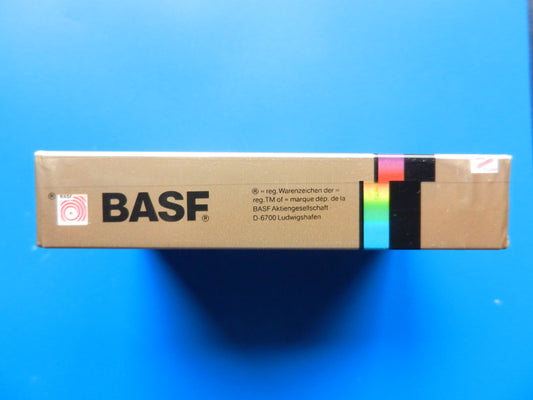 BASF
®
BASF
®
® = reg. Warenzeichen der =
reg. TM of = marque dép. de la
BASF Aktiengesellschaft
D-6700 Ludwigshafen